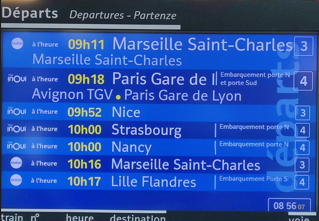 Départs Departures - Partenze
à l'heure 09h11 Marseille Saint-Charles 3
Marseille Saint-Charles
inOui à l'heure 09h18 Paris Gare de l Embarquement porte N et porte Sud 4
Avignon TGV • Paris Gare de Lyon
inOui à l'heure 09h52 Nice 3
inOui à l'heure 10h00 Strasbourg Embarquement porte N 4
inOui à l'heure 10h00 Nancy Embarquement porte N 4
à l'heure 10h16 Marseille Saint-Charles 3
à l'heure 10h17 Lille Flandres Embarquement Porte S 4
départs
08 56 07
train n° heure destination voie